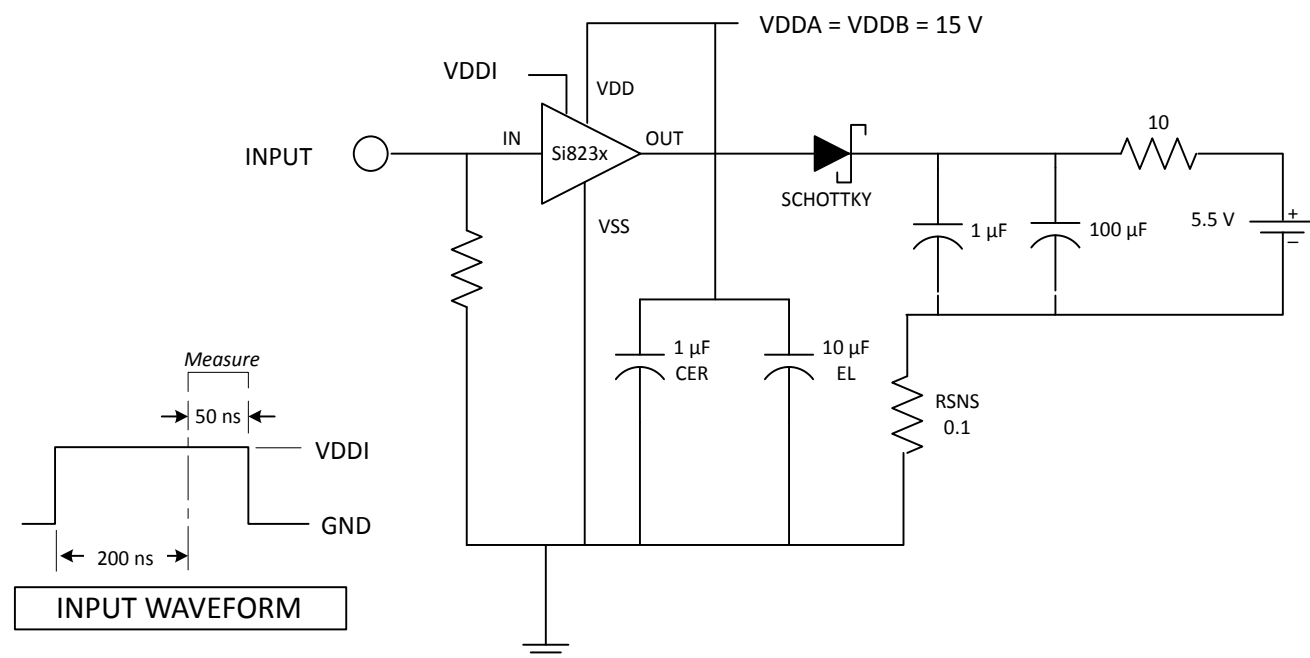 VDDA = VDDB = 15 V
VDDI
VDD
INPUT
IN
Si823x
OUT
SCHOTTKY
10
VSS
1 µF
100 µF
5.5 V
+
–
1 µF
CER
10 µF
EL
RSNS
0.1
Measure
50 ns
VDDI
GND
200 ns
INPUT WAVEFORM